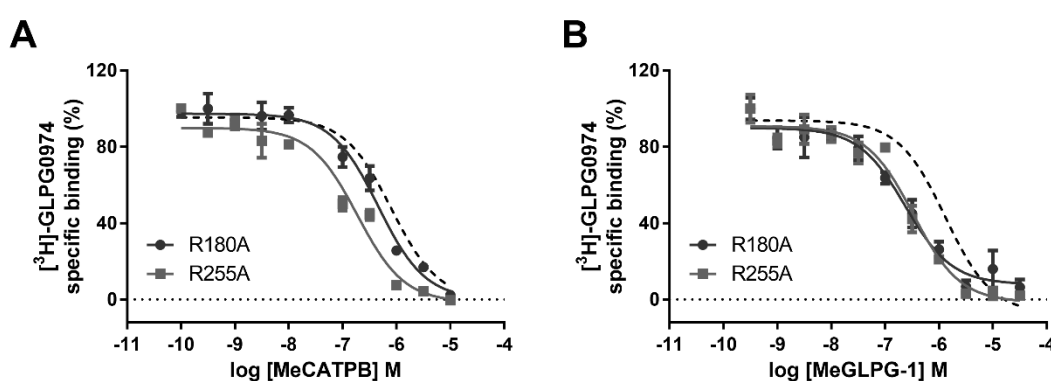 A
[³H]-GLPG0974
specific binding (%)
120
80
40
0
R180A
R255A
-11 -10 -9 -8 -7 -6 -5 -4
log [MeCATPB] M
B
[³H]-GLPG0974
specific binding (%)
120
80
40
0
R180A
R255A
-10 -9 -8 -7 -6 -5 -4
-11
log [MeGLPG-1] M